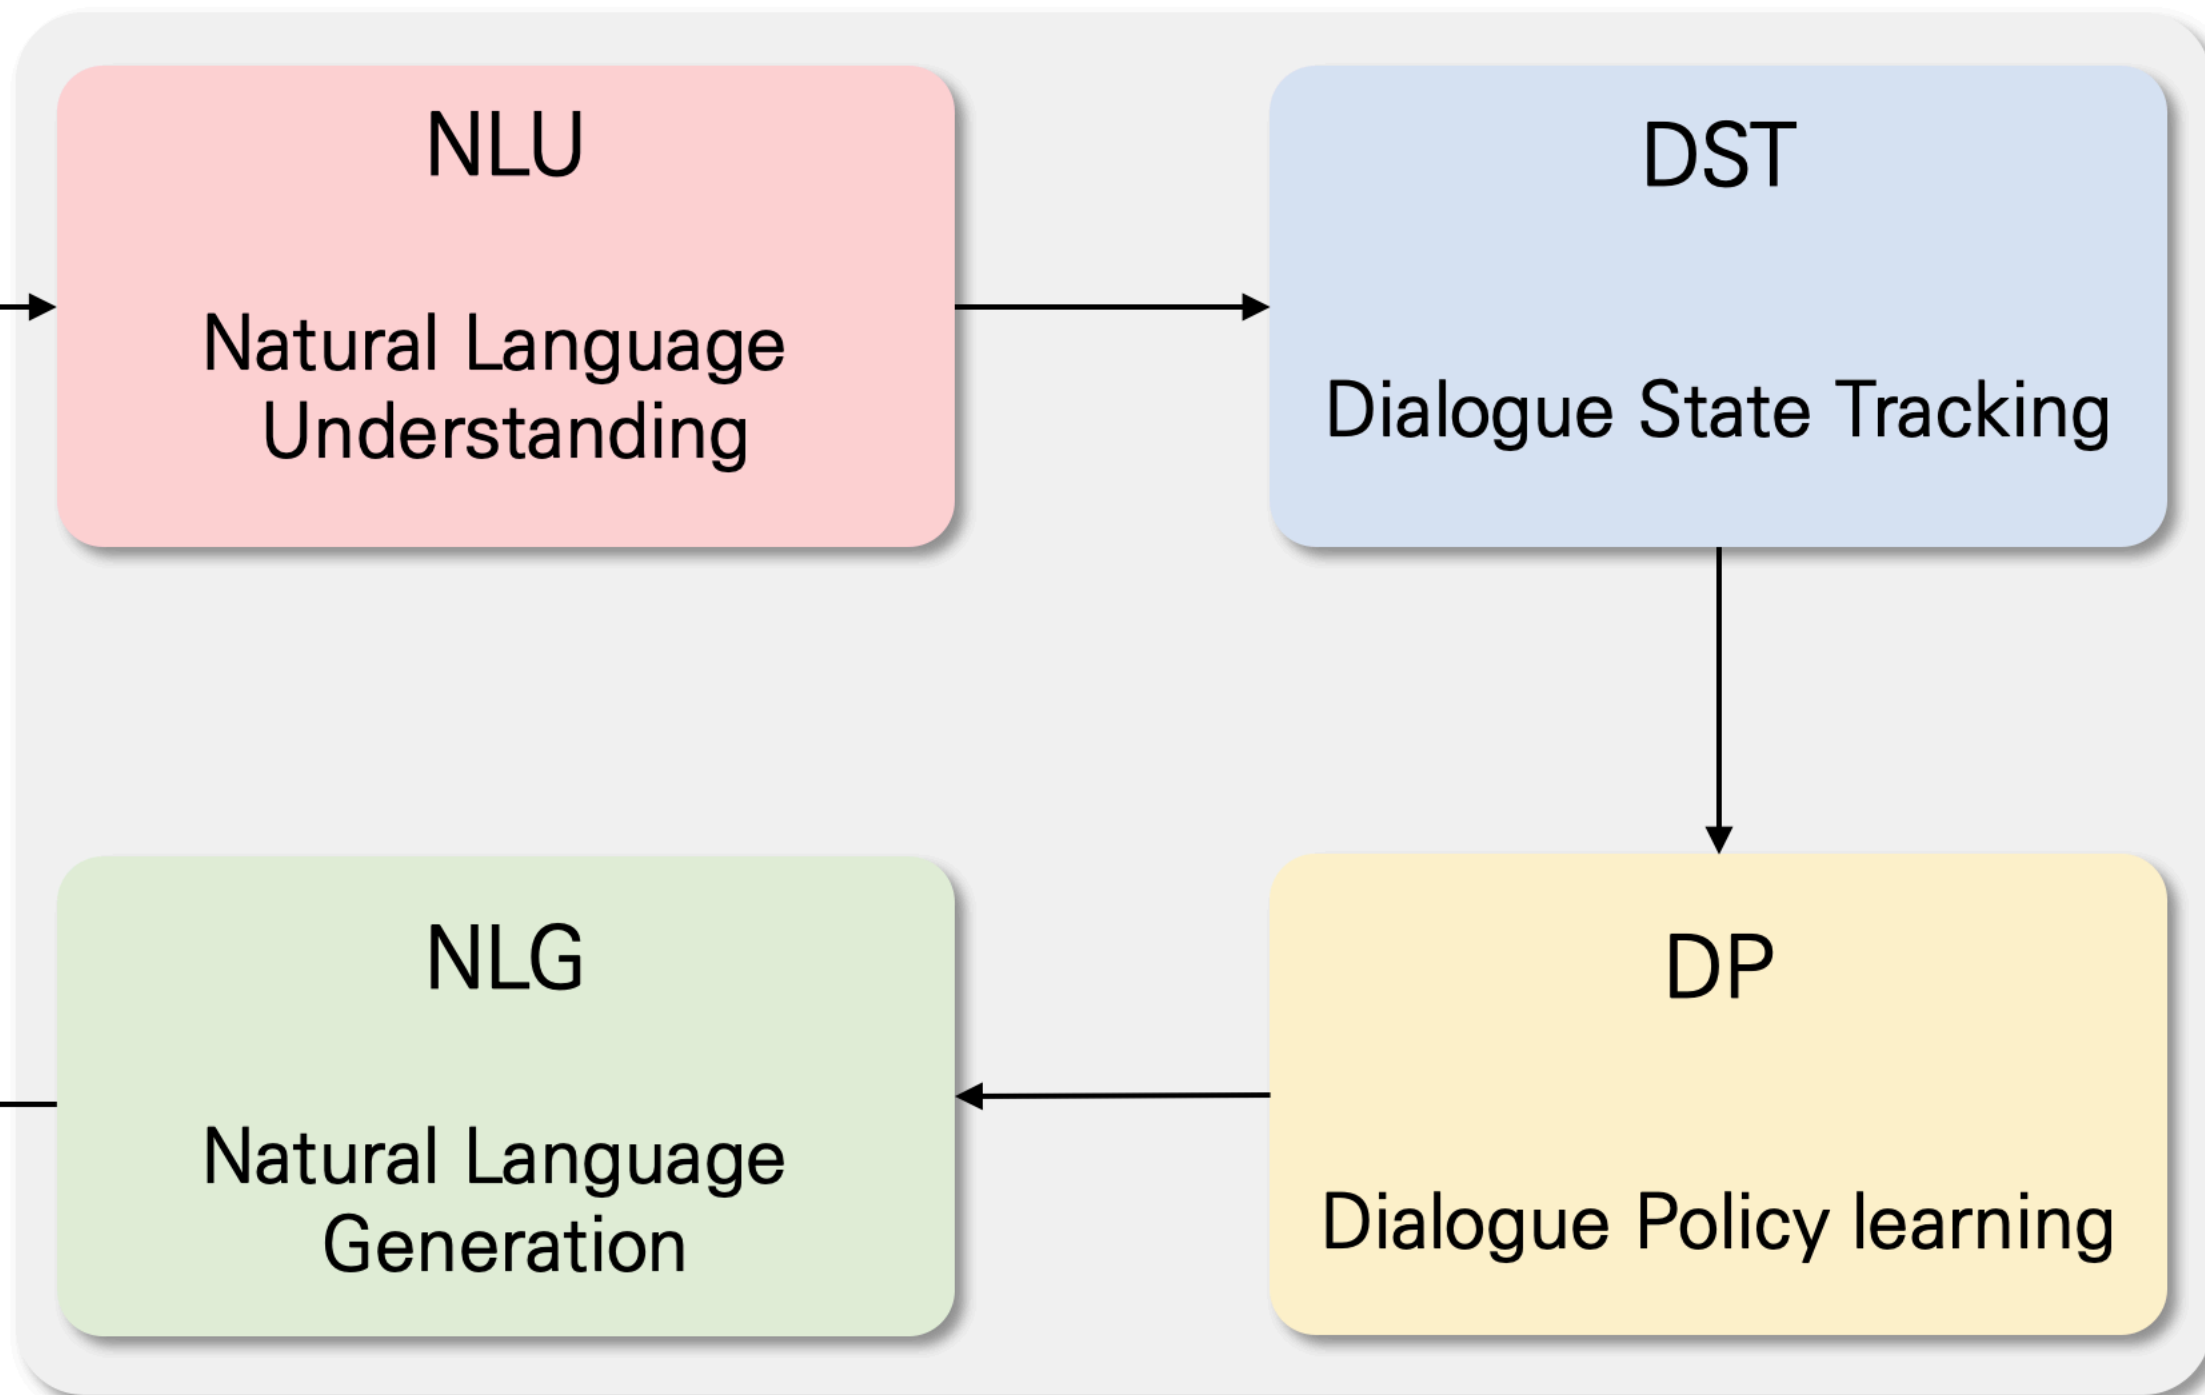 NLU
Natural Language
Understanding
DST
Dialogue State Tracking
NLG
Natural Language
Generation
DP
Dialogue Policy learning